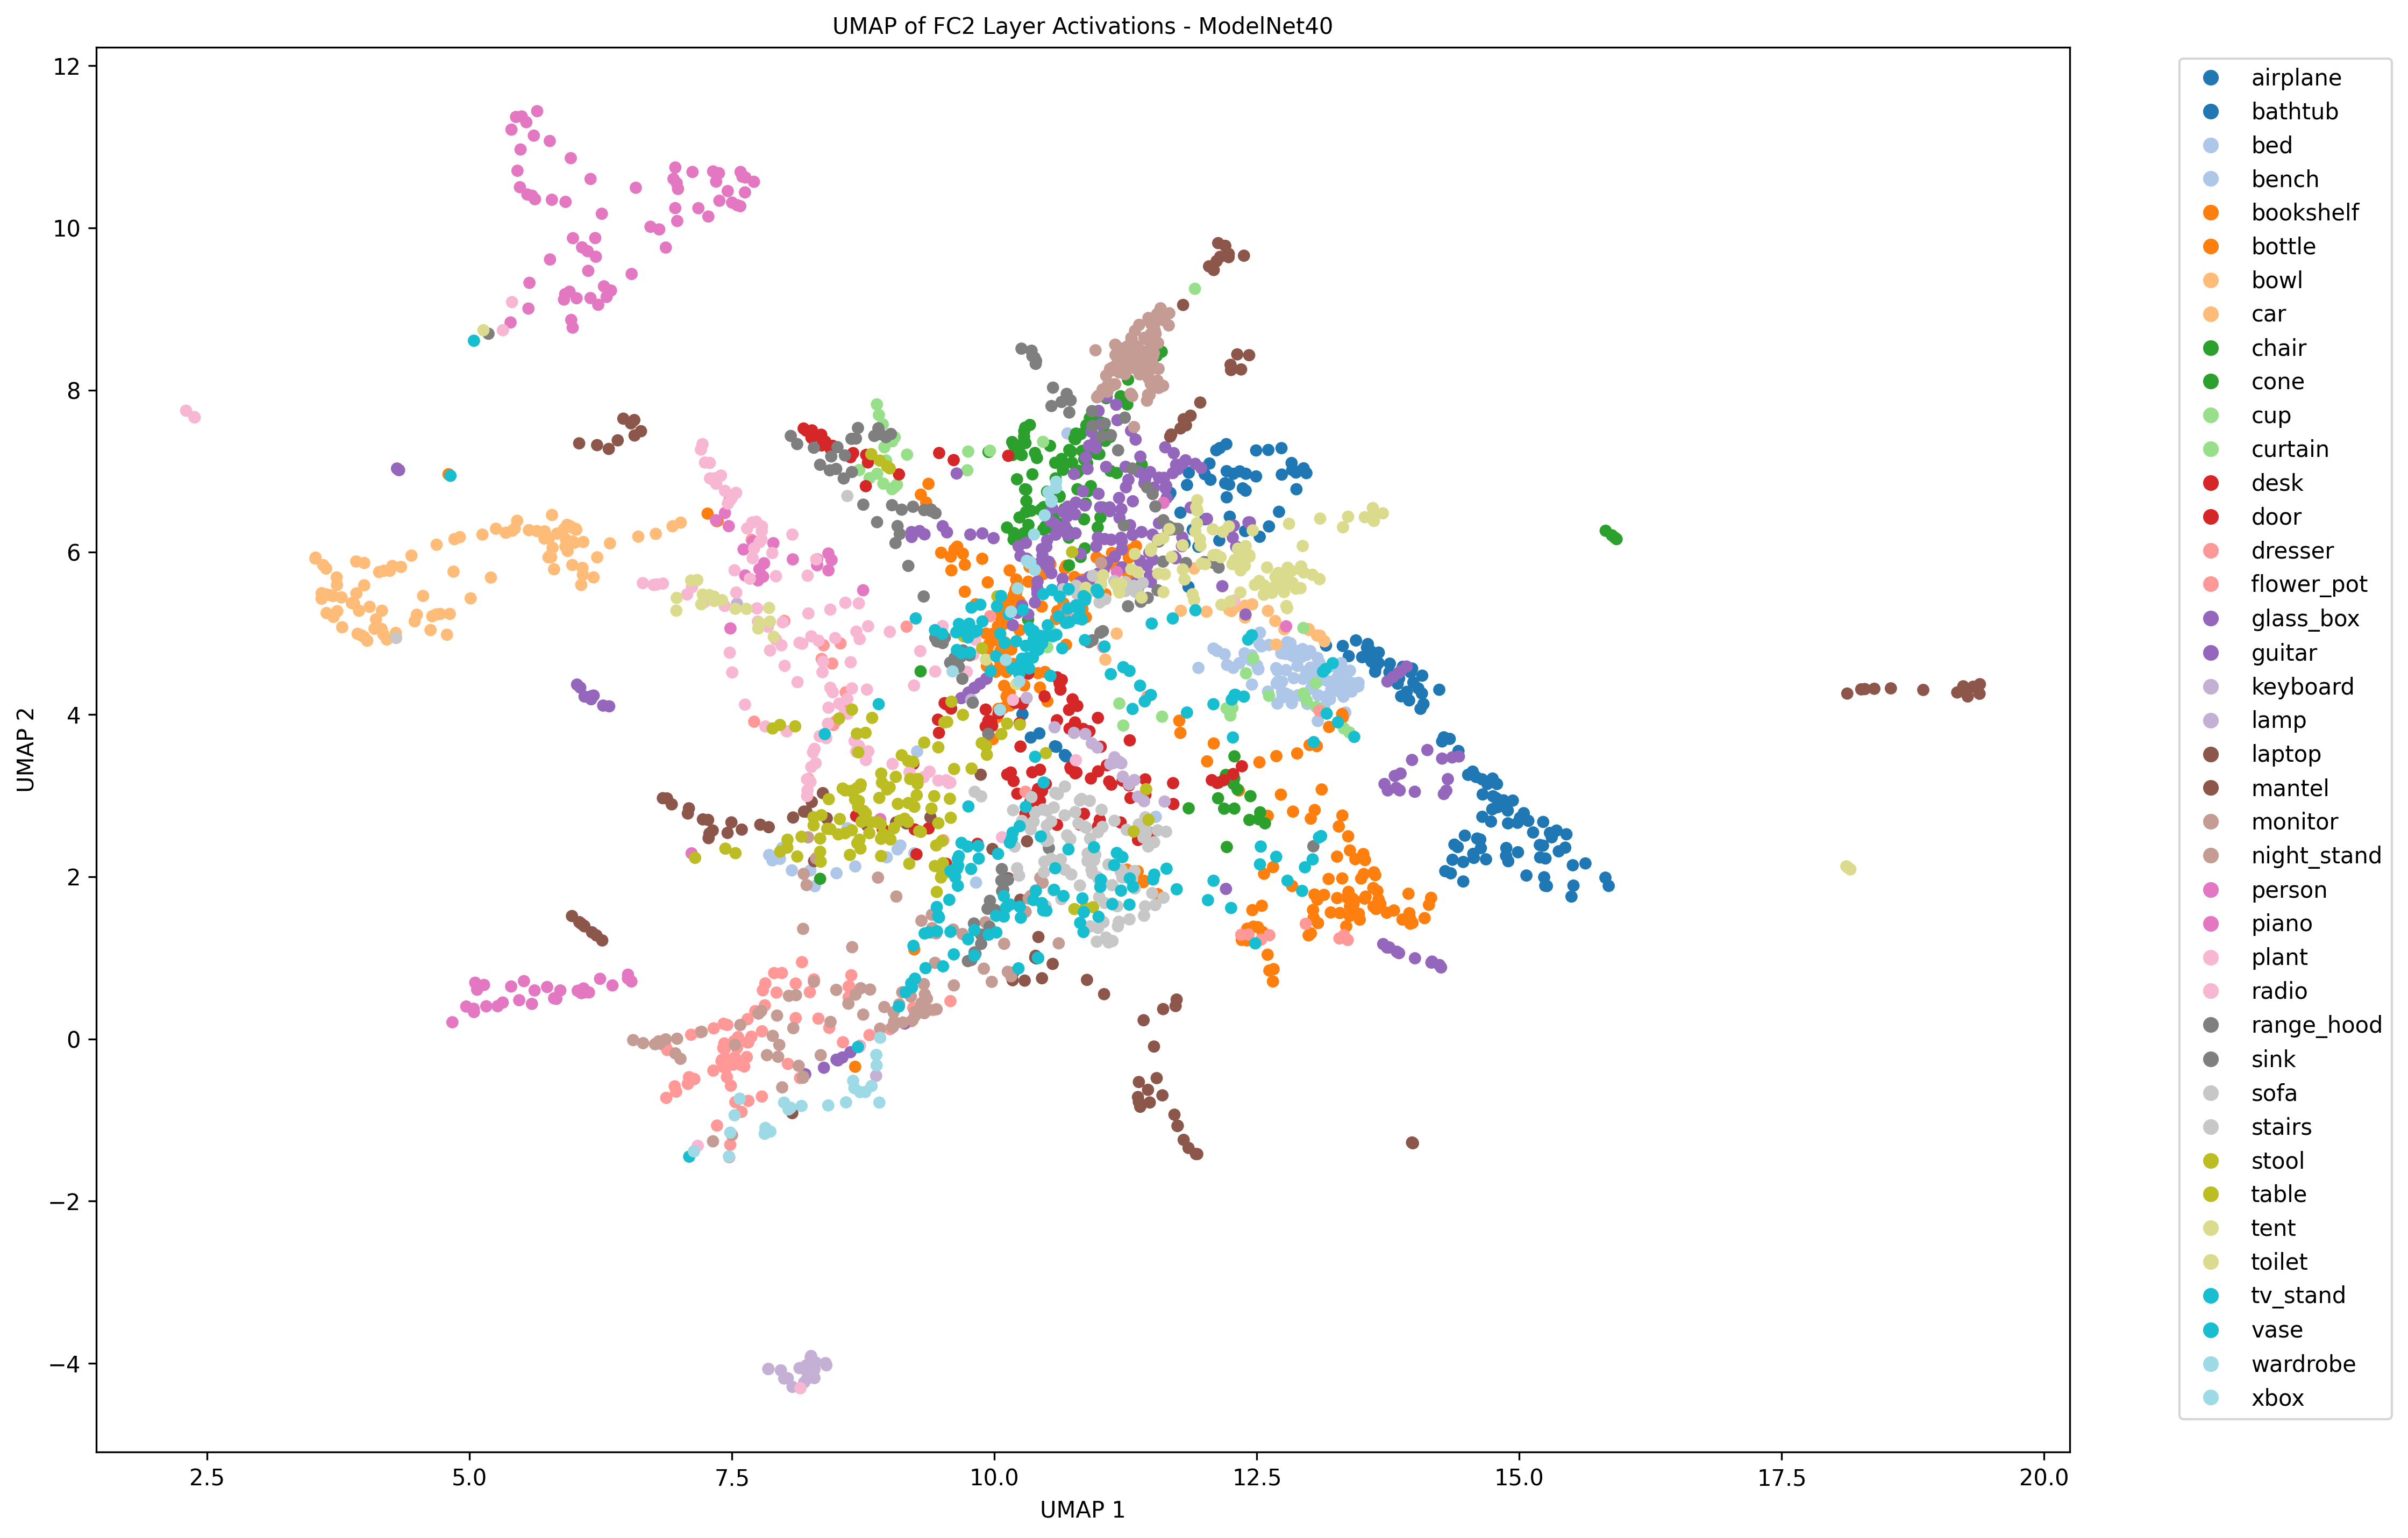 UMAP of FC2 Layer Activations - ModelNet40
12
10
8
6
4
2
0
−2
−4
UMAP 2
2.5
5.0
7.5
10.0
12.5
15.0
17.5
20.0
UMAP 1
airplane
bathtub
bed
bench
bookshelf
bottle
bowl
car
chair
cone
cup
curtain
desk
door
dresser
flower_pot
glass_box
guitar
keyboard
lamp
laptop
mantel
monitor
night_stand
person
piano
plant
radio
range_hood
sink
sofa
stairs
stool
table
tent
toilet
tv_stand
vase
wardrobe
xbox